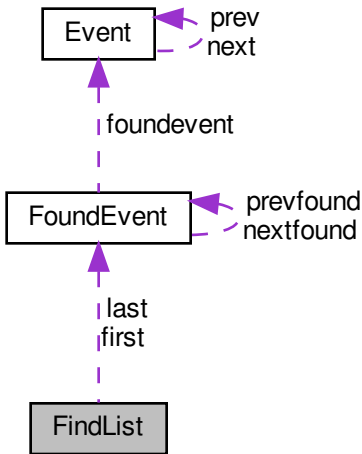 Event
prev
next
foundevent
FoundEvent
prevfound
nextfound
last
first
FindList